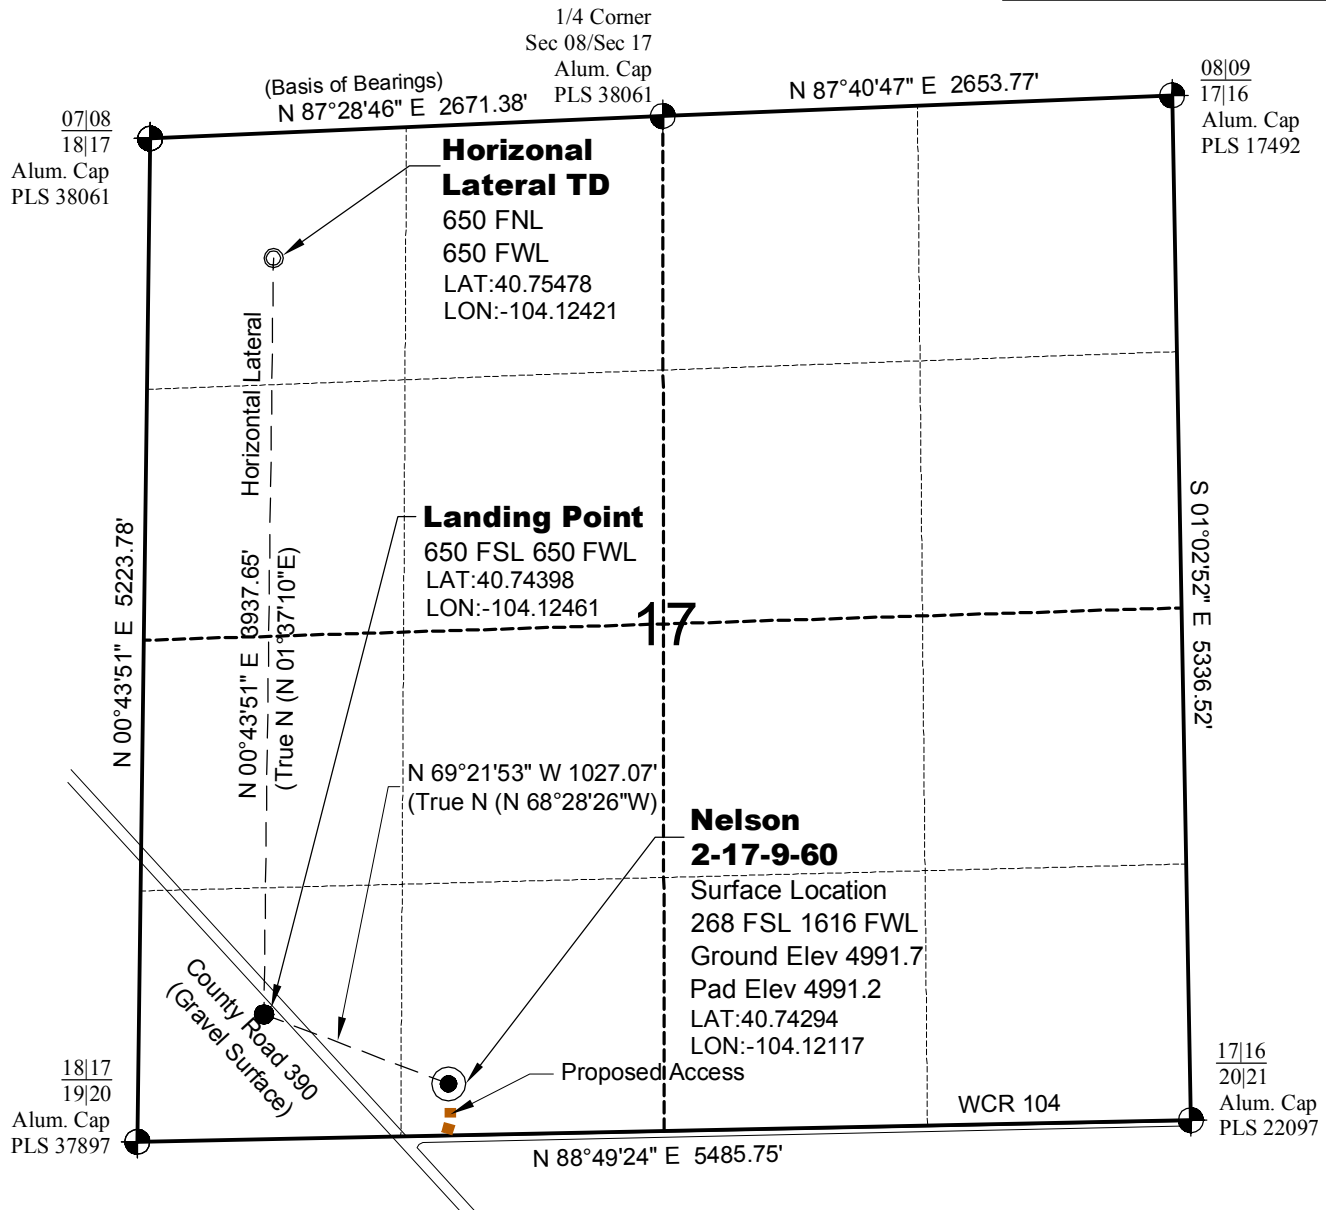 1/4 Corner
Sec 08/Sec 17
Alum. Cap
PLS 38061
(Basis of Bearings)
N 87°28'46" E 2671.38'
N 87°40'47" E 2653.77'
08|09
17|16
Alum. Cap
PLS 17492
07|08
18|17
Alum. Cap
PLS 38061
Horizonal
Lateral TD
650 FNL
650 FWL
LAT:40.75478
LON:-104.12421
Horizontal Lateral
Landing Point
650 FSL 650 FWL
LAT:40.74398
LON:-104.12461
17
N 00°43'51" E 5223.78'
N 00°43'51" E 3937.65'
(True N (N 01°37'10"E)
S 01°02'52" E 5336.52'
N 69°21'53" W 1027.07'
(True N (N 68°28'26"W)
Nelson
2-17-9-60
Surface Location
268 FSL 1616 FWL
Ground Elev 4991.7
Pad Elev 4991.2
LAT:40.74294
LON:-104.12117
County Road 390
(Gravel Surface)
Proposed Access
WCR 104
18|17
19|20
Alum. Cap
PLS 37897
17|16
20|21
Alum. Cap
PLS 22097
N 88°49'24" E 5485.75'